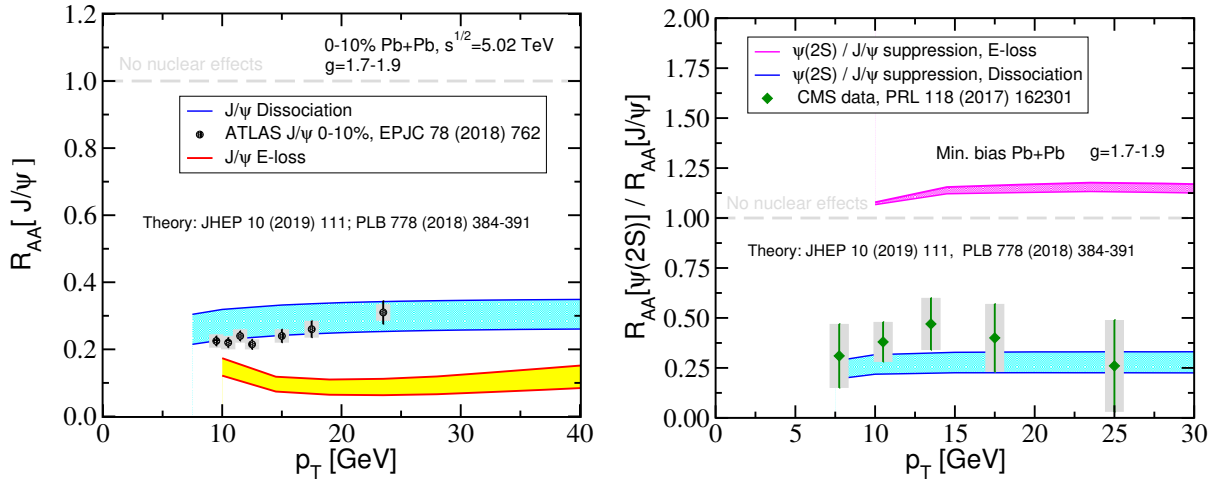 0-10% Pb+Pb, s^1/2=5.02 TeV
g=1.7-1.9
No nuclear effects
J/ψ Dissociation
ATLAS J/ψ 0-10%, EPJC 78 (2018) 762
J/ψ E-loss
Theory: JHEP 10 (2019) 111; PLB 778 (2018) 384-391
R_AA[ J/ψ ]
1.2
1.0
0.8
0.6
0.4
0.2
0.0
0 10 20 30 40
p_T [GeV]
ψ(2S) / J/ψ suppression, E-loss
ψ(2S) / J/ψ suppression, Dissociation
CMS data, PRL 118 (2017) 162301
Min. bias Pb+Pb g=1.7-1.9
No nuclear effects
Theory: JHEP 10 (2019) 111, PLB 778 (2018) 384-391
R_AA[ψ(2S)] / R_AA[J/ψ]
2.00
1.75
1.50
1.25
1.00
0.75
0.50
0.25
0.00
0 5 10 15 20 25 30
p_T [GeV]